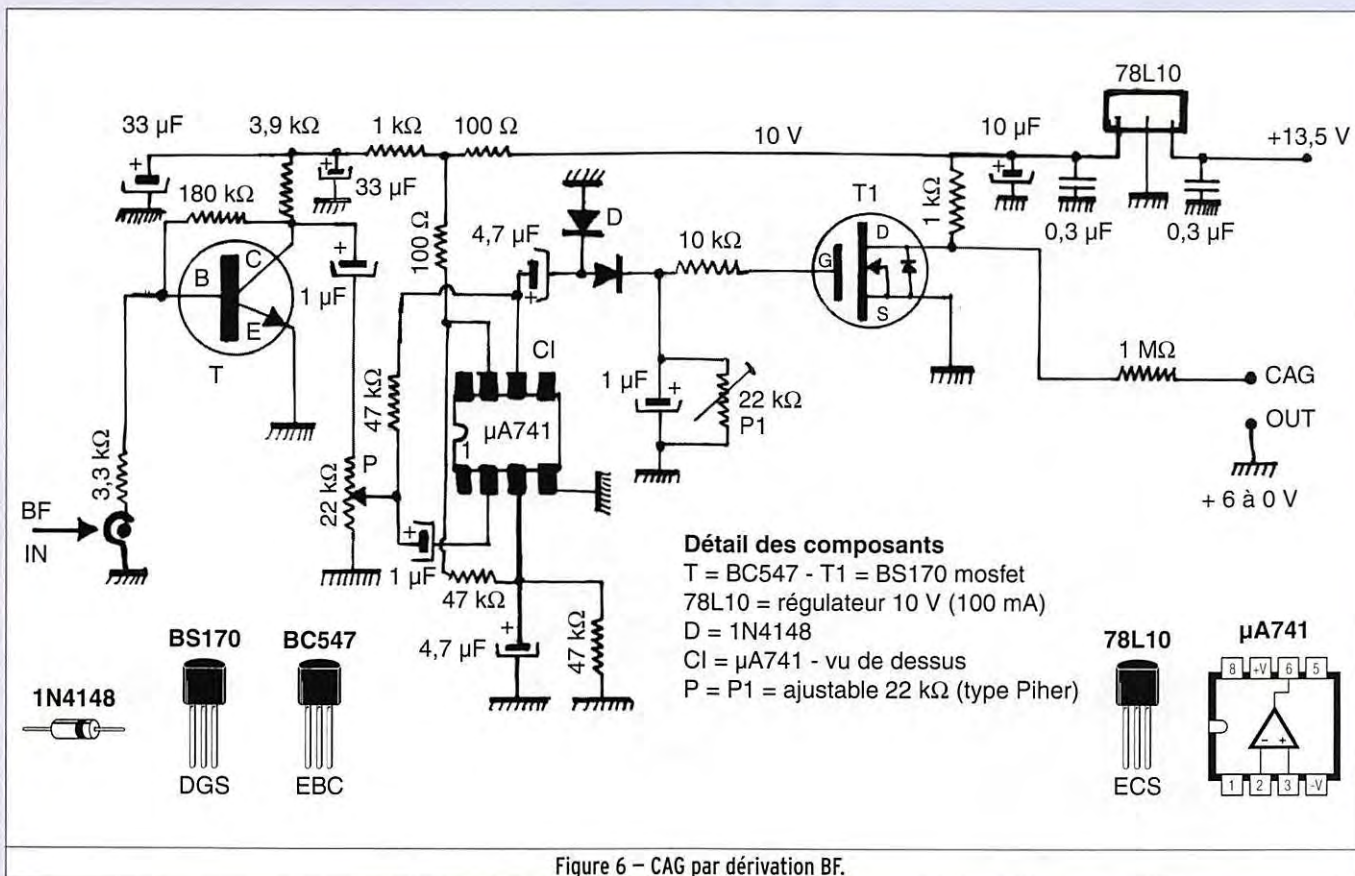 78L10
33 µF
3,9 kΩ
1 kΩ
100 Ω
10 V
10 µF
+13,5 V
+
180 kΩ
+
33 µF
+
T1
1 kΩ
0,3 µF
0,3 µF
D
4,7 µF
100 Ω
10 kΩ
D
G
S
B
C
E
T
+
1 µF
+
CI
47 kΩ
1 µF
+
22 kΩ
P1
1 MΩ
CAG
OUT
+ 6 à 0 V
µA741
1
3,3 kΩ
P
22 kΩ
BF
IN
+
1 µF
47 kΩ
+
4,7 µF
47 kΩ
Détail des composants
T = BC547 - T1 = BS170 mosfet
78L10 = régulateur 10 V (100 mA)
D = 1N4148
CI = µA741 - vu de dessus
P = P1 = ajustable 22 kΩ (type Piher)
1N4148
BS170
DGS
BC547
EBC
78L10
ECS
µA741
8 +V 6 5
- +
1 2 3 -V
Figure 6 – CAG par dérivation BF.